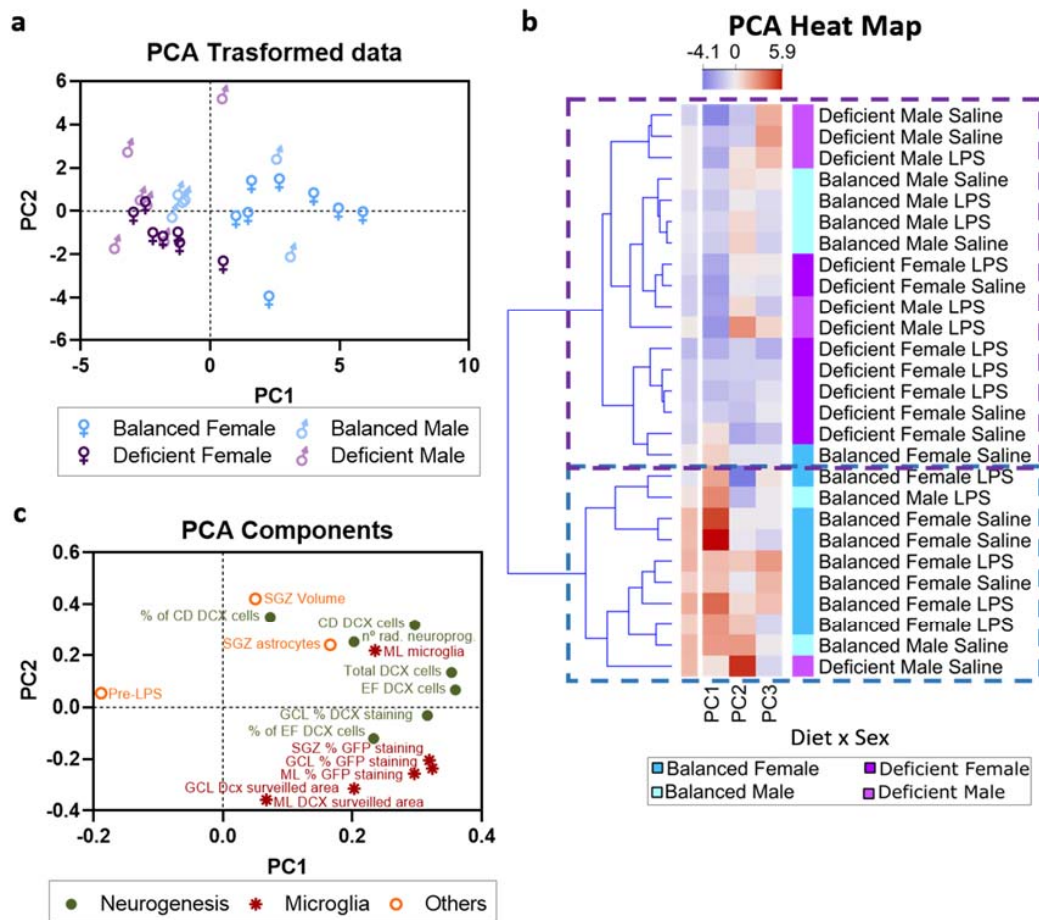 a
PCA Trasformed data
6
4
2
0
-2
-4
-6
PC2
-5
0
5
10
PC1
Balanced Female
Balanced Male
Deficient Female
Deficient Male
b
PCA Heat Map
-4.1 0 5.9
Deficient Male Saline
Deficient Male Saline
Deficient Male LPS
Balanced Male Saline
Balanced Male LPS
Balanced Male LPS
Balanced Male Saline
Deficient Female LPS
Deficient Female Saline
Deficient Male LPS
Deficient Male LPS
Deficient Female LPS
Deficient Female LPS
Deficient Female LPS
Deficient Female Saline
Deficient Female Saline
Balanced Female Saline
Balanced Female LPS
Balanced Male LPS
Balanced Female Saline
Balanced Female Saline
Balanced Female LPS
Balanced Female Saline
Balanced Female LPS
Balanced Female LPS
Balanced Male Saline
Deficient Male Saline
PC1
PC2
PC3
Diet x Sex
Balanced Female
Deficient Female
Balanced Male
Deficient Male
c
PCA Components
0.6
0.4
0.2
0.0
-0.2
-0.4
PC2
SGZ Volume
% of CD DCX cells
CD DCX cells
nº rad. neuroprog.
SGZ astrocytes
ML microglia
Total DCX cells
EF DCX cells
Pre-LPS
GCL % DCX staining
% of EF DCX cells
SGZ % GFP staining
GCL % GFP staining
ML % GFP staining
GCL Dcx surveilled area
ML DCX surveilled area
-0.2
0.0
0.2
0.4
PC1
Neurogenesis
Microglia
Others